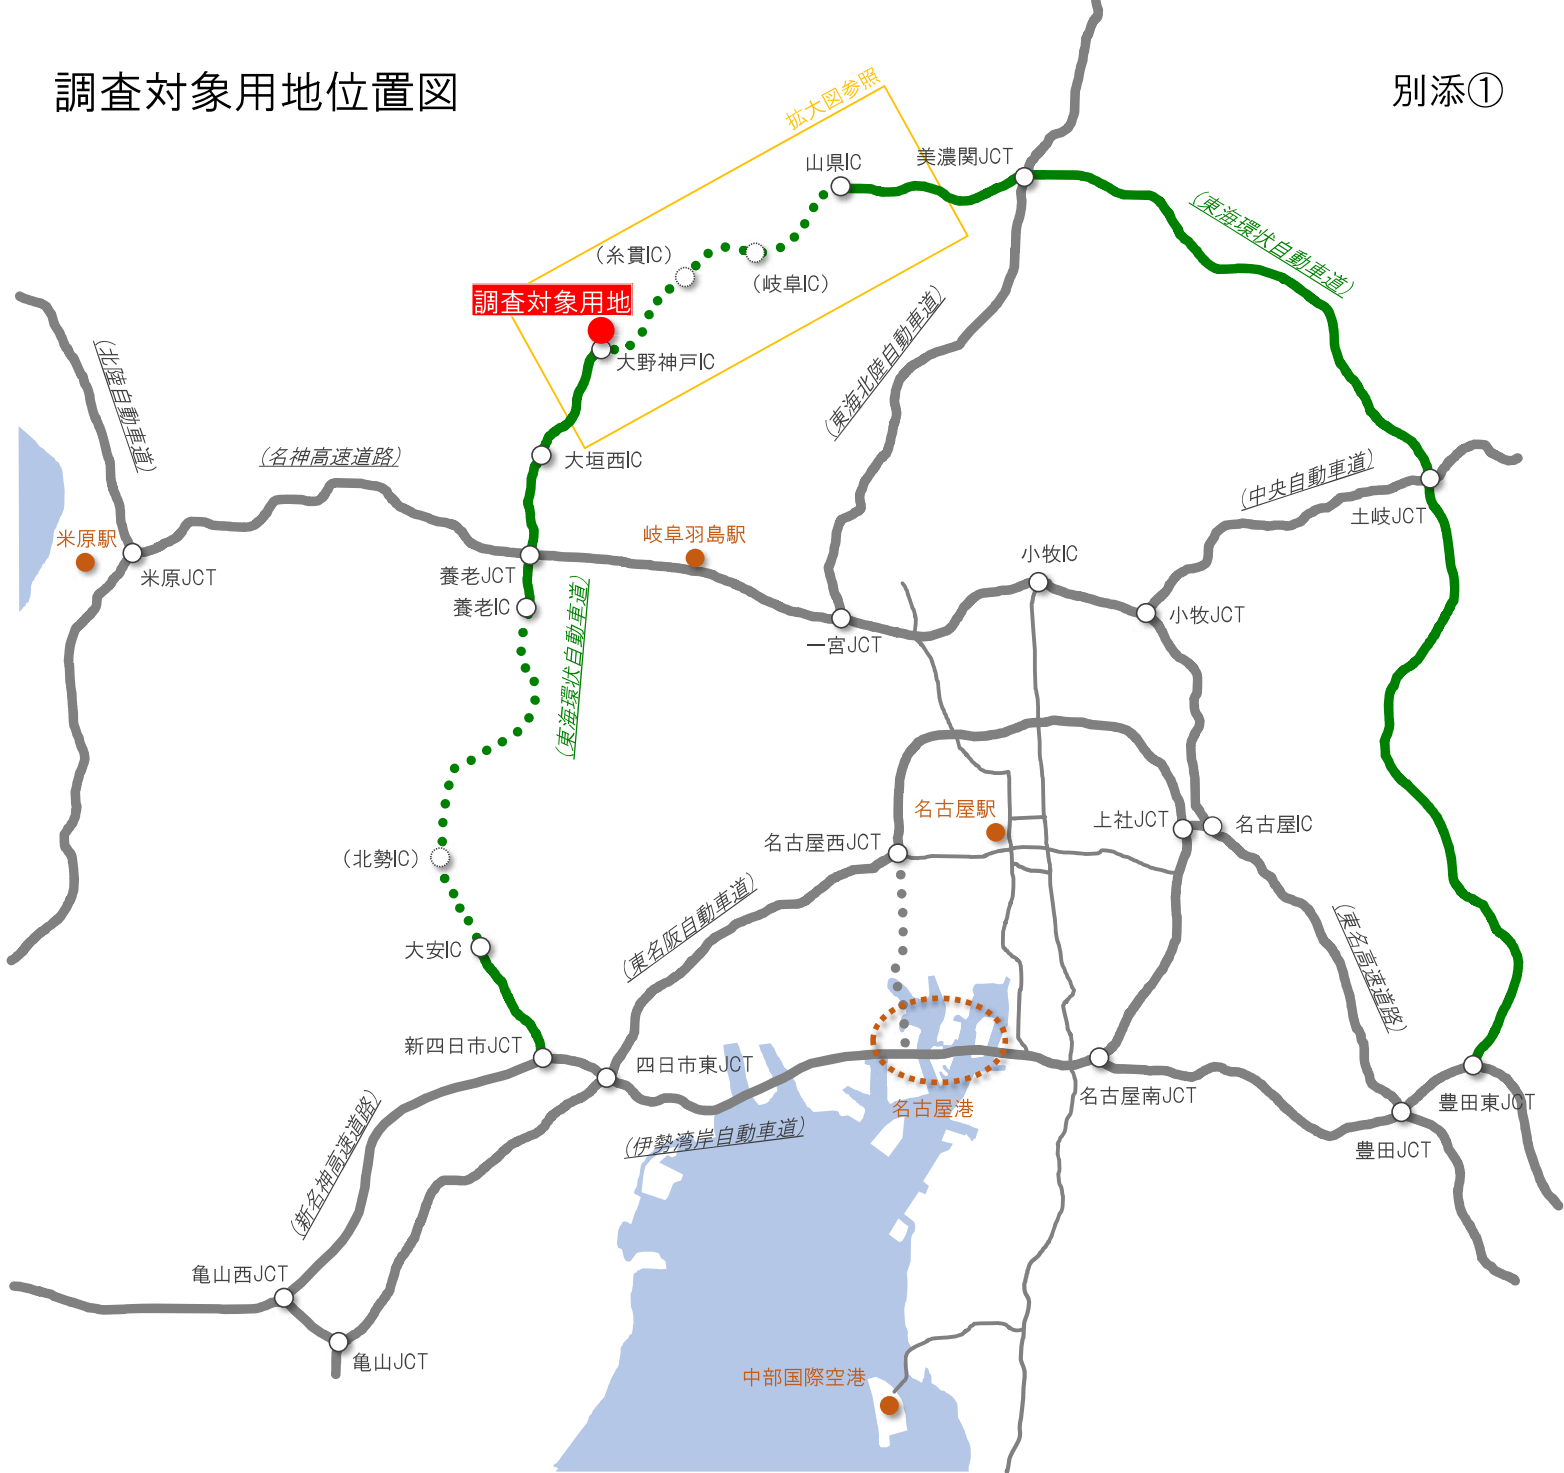 調査対象用地位置図
別添①
拡大図参照
山県IC
美濃関JCT
(東海環状自動車道)
(糸貫IC)
(岐阜IC)
調査対象用地
大野神戸IC
(北陸自動車道)
(東海北陸自動車道)
(名神高速道路)
大垣西IC
(中央自動車道)
土岐JCT
米原駅
米原JCT
岐阜羽島駅
養老JCT
養老IC
小牧IC
小牧JCT
一宮JCT
(東海環状自動車道)
名古屋駅
名古屋西JCT
上社JCT
名古屋IC
(北勢IC)
大安IC
(東名阪自動車道)
(東名高速道路)
新四日市JCT
四日市東JCT
名古屋港
名古屋南JCT
豊田東JCT
豊田JCT
(伊勢湾岸自動車道)
(新名神高速道路)
亀山西JCT
亀山JCT
中部国際空港